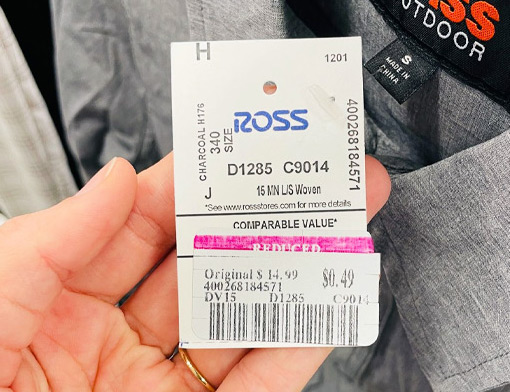 SS
OUTDOOR
S
MADE IN
CHINA
H
1201
ROSS
CHARCOAL H176
340
SIZE
400268184571
D1285 C9014
J
15 MN L/S Woven
*See www.rossstores.com for more details
COMPARABLE VALUE*
REDUCED
Original $ 14.99
$0.49
400268184571
DV15 D1285 C9014